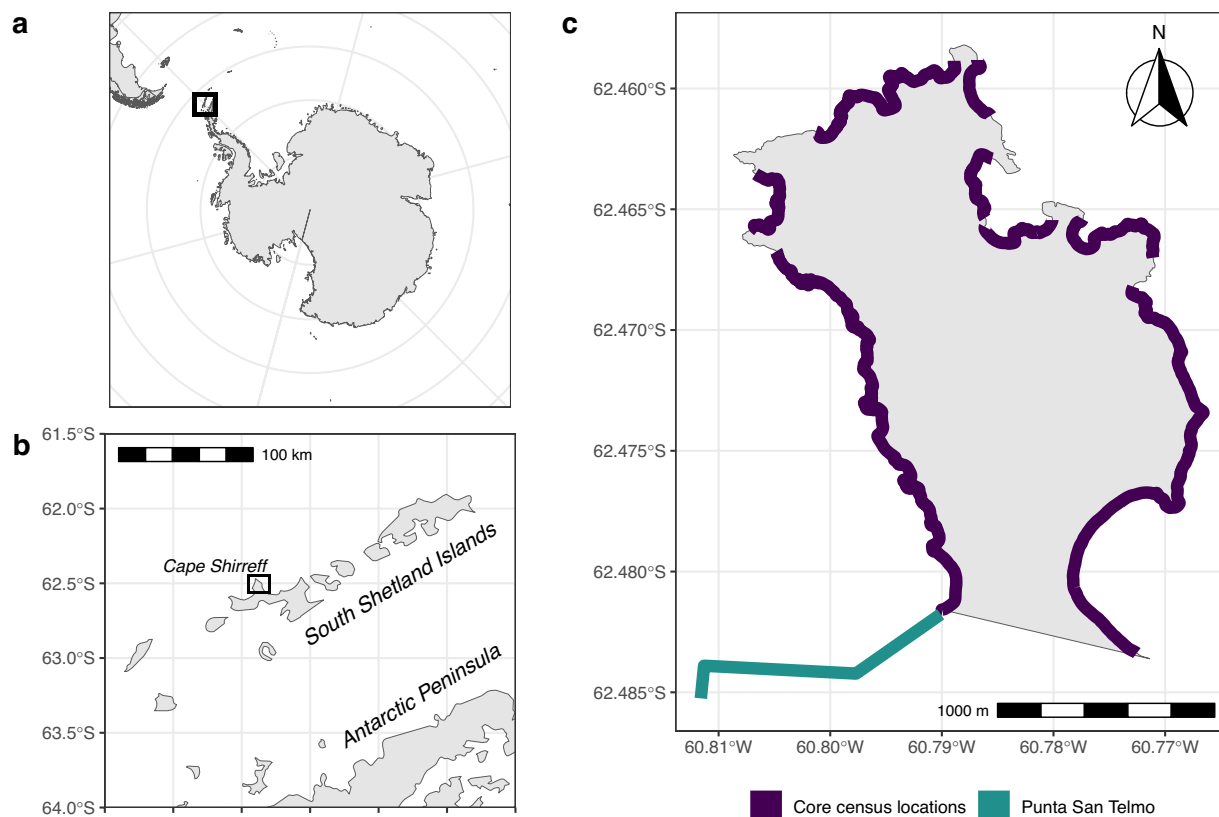 a
b
61.5°S
62.0°S
62.5°S
63.0°S
63.5°S
64.0°S
100 km
Cape Shirreff
South Shetland Islands
Antarctic Peninsula
c
N
62.460°S
62.465°S
62.470°S
62.475°S
62.480°S
62.485°S
1000 m
60.81°W
60.80°W
60.79°W
60.78°W
60.77°W
Core census locations
Punta San Telmo